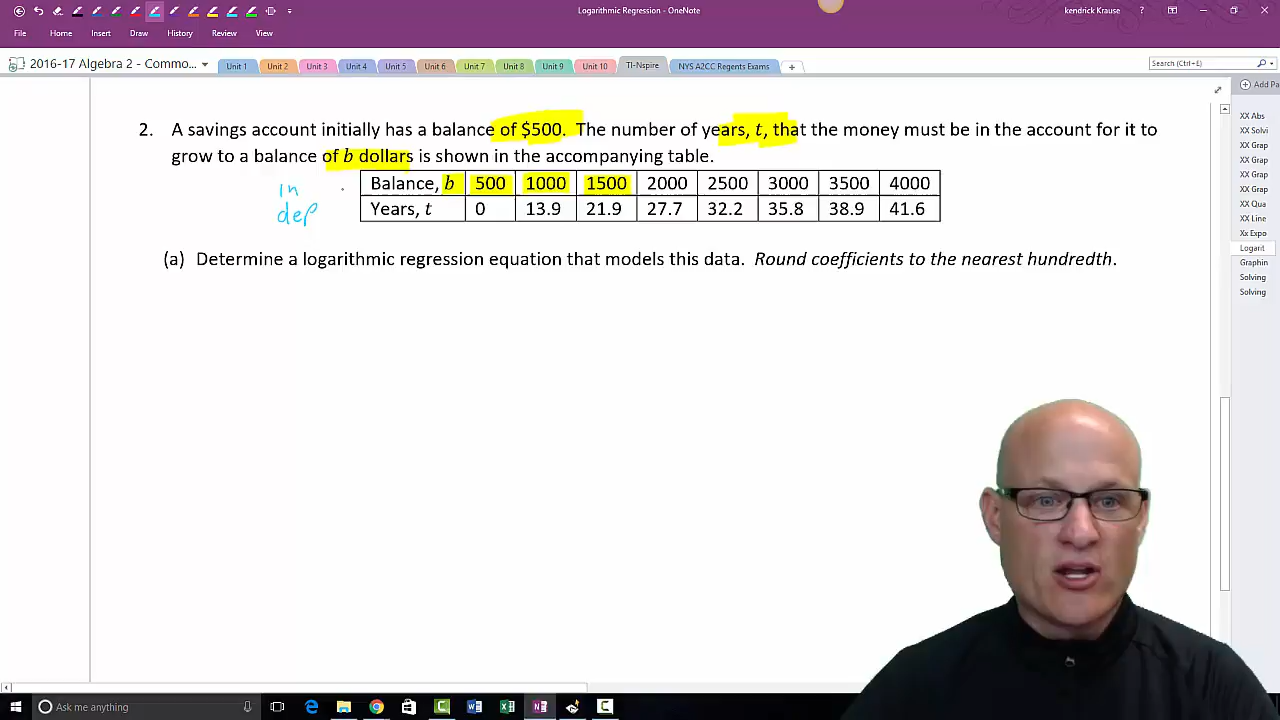 Logarithmic Regression - OneNote
kendrick Krause
?
File Home Insert Draw History Review View
2016-17 Algebra 2 - Commo...
Unit 1 Unit 2 Unit 3 Unit 4 Unit 5 Unit 6 Unit 7 Unit 8 Unit 9 Unit 10 TI-Nspire NYS A2CC Regents Exams +
Search (Ctrl+E)
Add Pa
XX Abs
XX Solvi
XX Grap
XX Grap
XX Grap
XX Grap
XX Qua
XX Line
Xx Expo
Logarit
Graphin
Solving
Solving
2. A savings account initially has a balance of $500. The number of years, t, that the money must be in the account for it to
grow to a balance of b dollars is shown in the accompanying table.
in
dep
Balance, b 500 1000 1500 2000 2500 3000 3500 4000
Years, t 0 13.9 21.9 27.7 32.2 35.8 38.9 41.6
(a) Determine a logarithmic regression equation that models this data. Round coefficients to the nearest hundredth.
Ask me anything